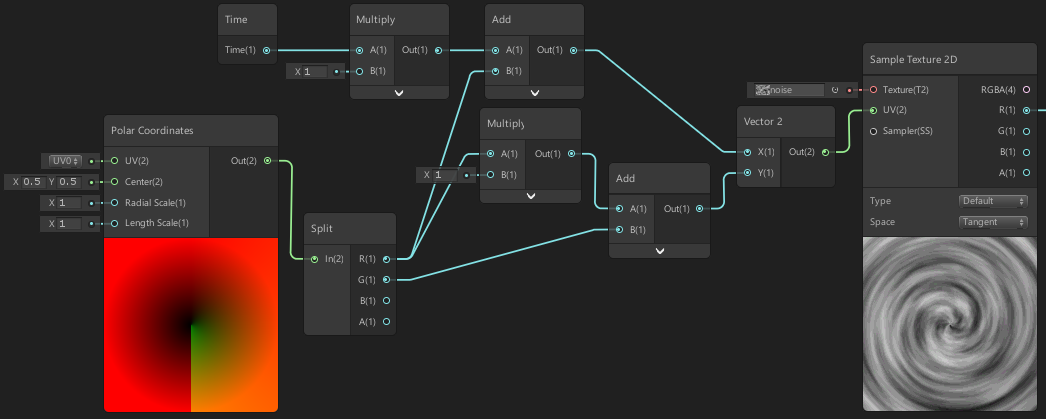 Time
Time(1)
Multiply
A(1) Out(1)
X 1 B(1)
Add
A(1) Out(1)
B(1)
Polar Coordinates
UV0 UV(2) Out(2)
X 0.5 Y 0.5 Center(2)
X 1 Radial Scale(1)
X 1 Length Scale(1)
Split
In(2) R(1)
G(1)
B(1)
A(1)
Multiply
A(1) Out(1)
X 1 B(1)
Add
A(1) Out(1)
B(1)
Vector 2
X(1) Out(2)
Y(1)
Sample Texture 2D
noise Texture(T2) RGBA(4)
UV(2) R(1)
Sampler(SS) G(1)
B(1)
A(1)
Type Default
Space Tangent